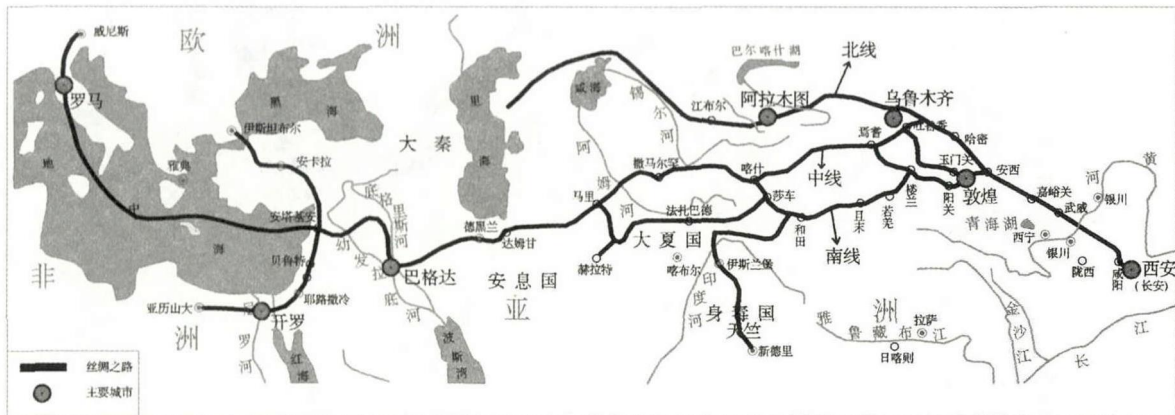 威尼斯
欧洲
罗马
黑海
伊斯坦布尔
安卡拉
雅典
地中海
安塔基安
贝鲁特
耶路撒冷
亚历山大
开罗
非洲
罗河
红海
大秦
里海
底格里斯河
幼发拉底河
巴格达
德黑兰
达姆甘
安息国
亚洲
波斯湾
咸海
锡尔河
阿姆河
巴尔喀什湖
北线
江布尔
阿拉木图
乌鲁木齐
吐鲁番
哈密
焉耆
撒马尔罕
喀什
中线
玉门关
安西
敦煌
楼兰
阳关
马里
莎车
法扎巴德
和田
且末
若羌
南线
大夏国
赫拉特
喀布尔
伊斯兰堡
印度河
身毒国
天竺
新德里
嘉峪关
武威
青海湖
西宁
银川
银川
黄河
陇西
咸阳
西安
(长安)
雅鲁藏布江
拉萨
日喀则
金沙江
长江
丝绸之路
主要城市